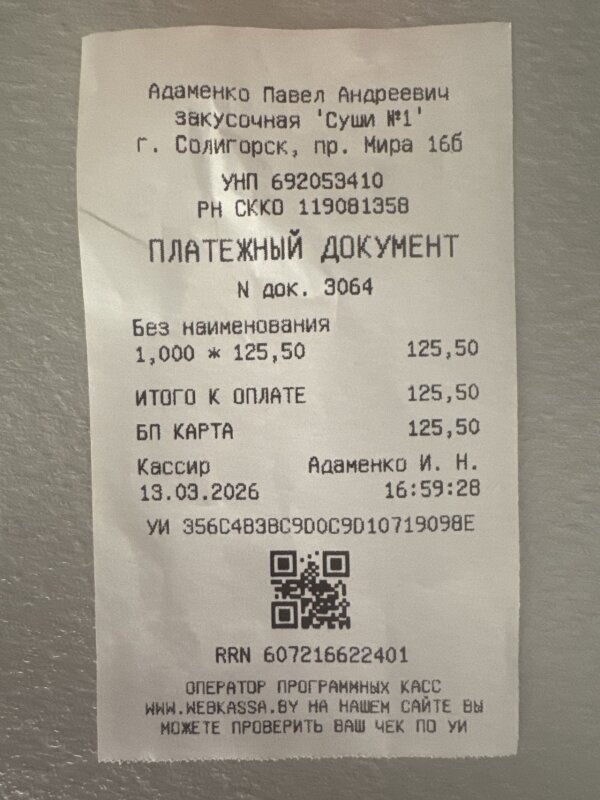 Адаменко Павел Андреевич
закусочная 'Суши №1'
г. Солигорск, пр. Мира 16б
УНП 692053410
РН СККО 119081358
ПЛАТЕЖНЫЙ ДОКУМЕНТ
N док. 3064
Без наименования
1,000 * 125,50 125,50
ИТОГО К ОПЛАТЕ 125,50
БП КАРТА 125,50
Кассир Адаменко И. Н.
13.03.2026 16:59:28
УИ 356C4B38C9D0C9D10719098E
RRN 607216622401
ОПЕРАТОР ПРОГРАММНЫХ КАСС
WWW.WEBKASSA.BY НА НАШЕМ САЙТЕ ВЫ
МОЖЕТЕ ПРОВЕРИТЬ ВАШ ЧЕК ПО УИ